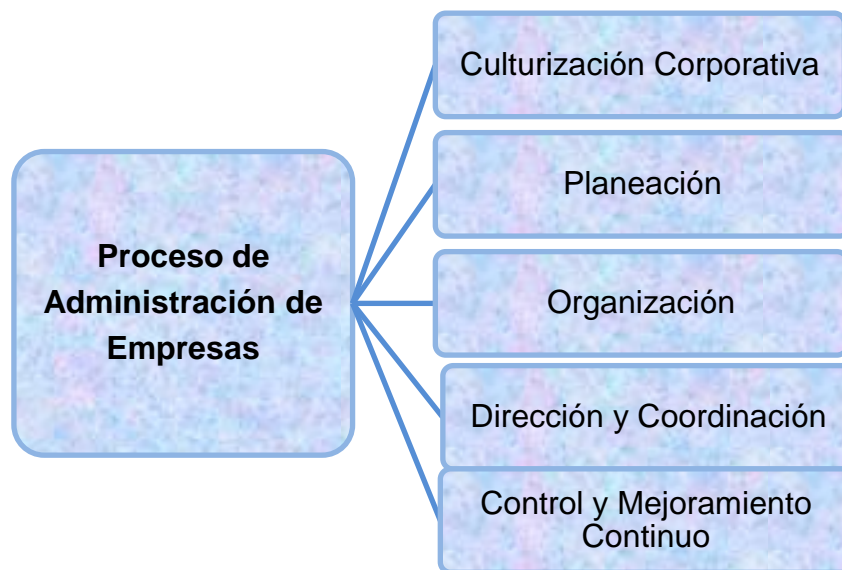 Proceso de
Administración de
Empresas
Culturización Corporativa
Planeación
Organización
Dirección y Coordinación
Control y Mejoramiento
Continuo